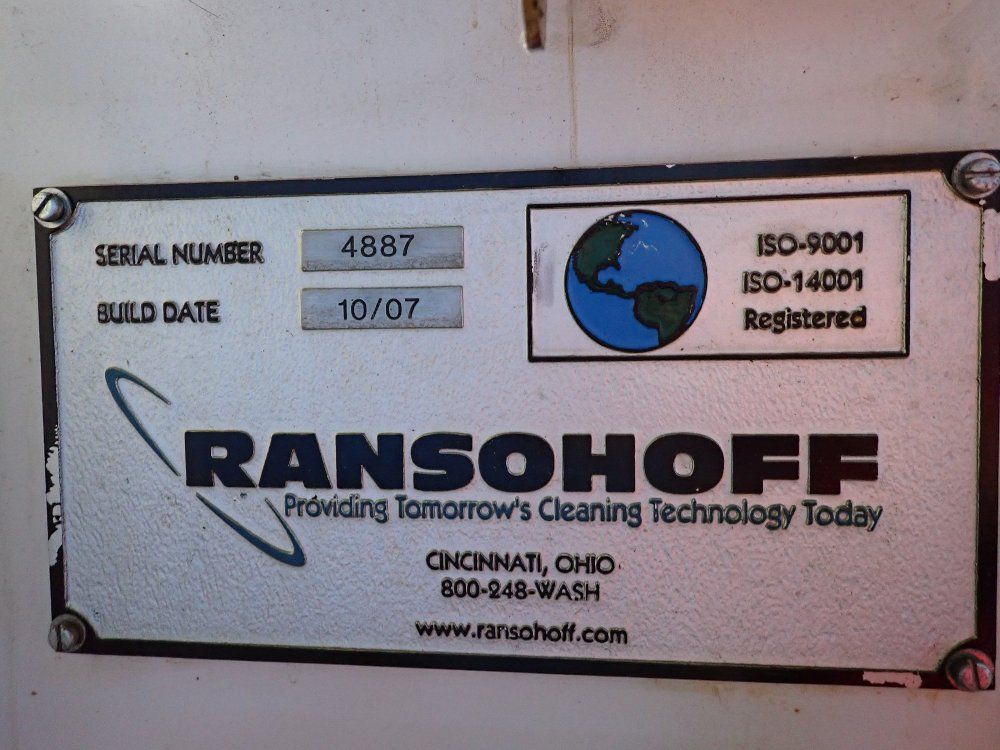 SERIAL NUMBER 4887
BUILD DATE 10/07
ISO-9001
ISO-14001
Registered
RANSOHOFF
Providing Tomorrow's Cleaning Technology Today
CINCINNATI, OHIO
800-248-WASH
www.ransohoff.com